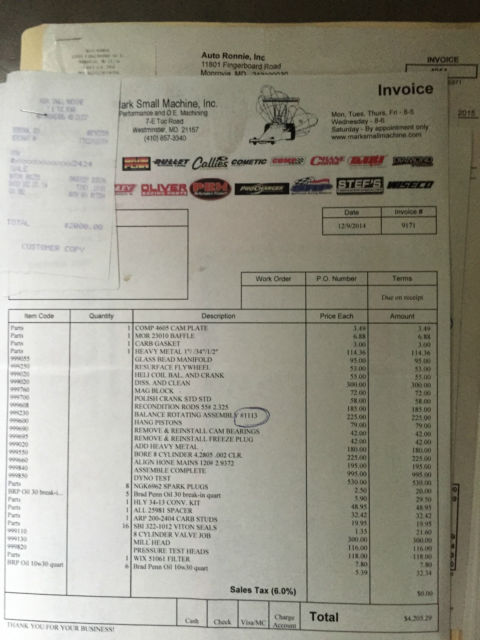 Auto Ronnie, Inc
11801 Fingerboard Road
Monrovia MD
INVOICE
2015
Mark Small Machine, Inc.
Performance and O.E. Machining
7-E Toc Road
Westminster, MD 21157
(410) 857-3340
Invoice
Mon, Tues, Thurs, Fri - 8-5
Wednesday - 8-6
Saturday - By appointment only
www.marksmallmachine.com
BULLET Callies COMETIC COMP
OLIVER PEM PROCHARGER STEF'S WISECO
2424
SALE
TOTAL $2000.00
CUSTOMER COPY
Date Invoice #
12/9/2014 9171
Work Order P.O. Number Terms
Due on receipt
Item Code Quantity Description Price Each Amount
Parts 1 COMP 4605 CAM PLATE 3.49 3.49
Parts 1 MOR 23010 BAFFLE 6.88 6.88
Parts 1 CARB GASKET 3.00 3.00
Parts 1 HEAVY METAL 1"/ /34"/1/2" 114.36 114.36
999055 GLASS BEAD MANIFOLD 95.00 95.00
999250 RESURFACE FLYWHEEL 53.00 53.00
999020 HELI COIL BAL. AND CRANK 55.00 55.00
999020 DISS. AND CLEAN 300.00 300.00
999760 MAG BLOCK 72.00 72.00
999700 POLISH CRANK STD STD 58.00 58.00
999608 RECONDITION RODS 558 2.325 185.00 185.00
999230 BALANCE ROTATING ASSEMBLY #1113 225.00 225.00
999600 HANG PISTONS 79.00 79.00
999690 REMOVE & REINSTALL CAM BEARINGS 42.00 42.00
999695 REMOVE & REINSTALL FREEZE PLUG 42.00 42.00
999020 ADD HEAVY METAL 180.00 180.00
999550 BORE 8 CYLINDER 4.2805 .002 CLR. 225.00 225.00
999660 ALIGN HONE MAINS 1208 2.9372 195.00 195.00
999840 ASSEMBLE COMPLETE 995.00 995.00
999850 DYNO TEST 530.00 530.00
Parts 8 NGK6962 SPARK PLUGS 2.50 20.00
BRP Oil 30 break-i... 5 Brad Penn Oil 30 break-in quart 5.90 29.50
Parts 1 HLY 34-13 CONV. KIT 48.95 48.95
Parts 1 ALL 25981 SPACER 32.42 32.42
Parts 1 ARP 200-2404 CARB STUDS 19.95 19.95
Parts 16 SBI 322-1012 VITON SEALS 1.35 21.60
999110 8 CYLINDER VALVE JOB 300.00 300.00
999130 MILL HEAD 116.00 116.00
999820 PRESSURE TEST HEADS 118.00 118.00
Parts 1 WIX 51061 FILTER 7.80 7.80
BRP Oil 10w30 quart 6 Brad Penn Oil 10w30 quart 5.39 32.34
Sales Tax (6.0%) $0.00
THANK YOU FOR YOUR BUSINESS!
Cash Check Visa/MC Charge Account Total $4,205.29